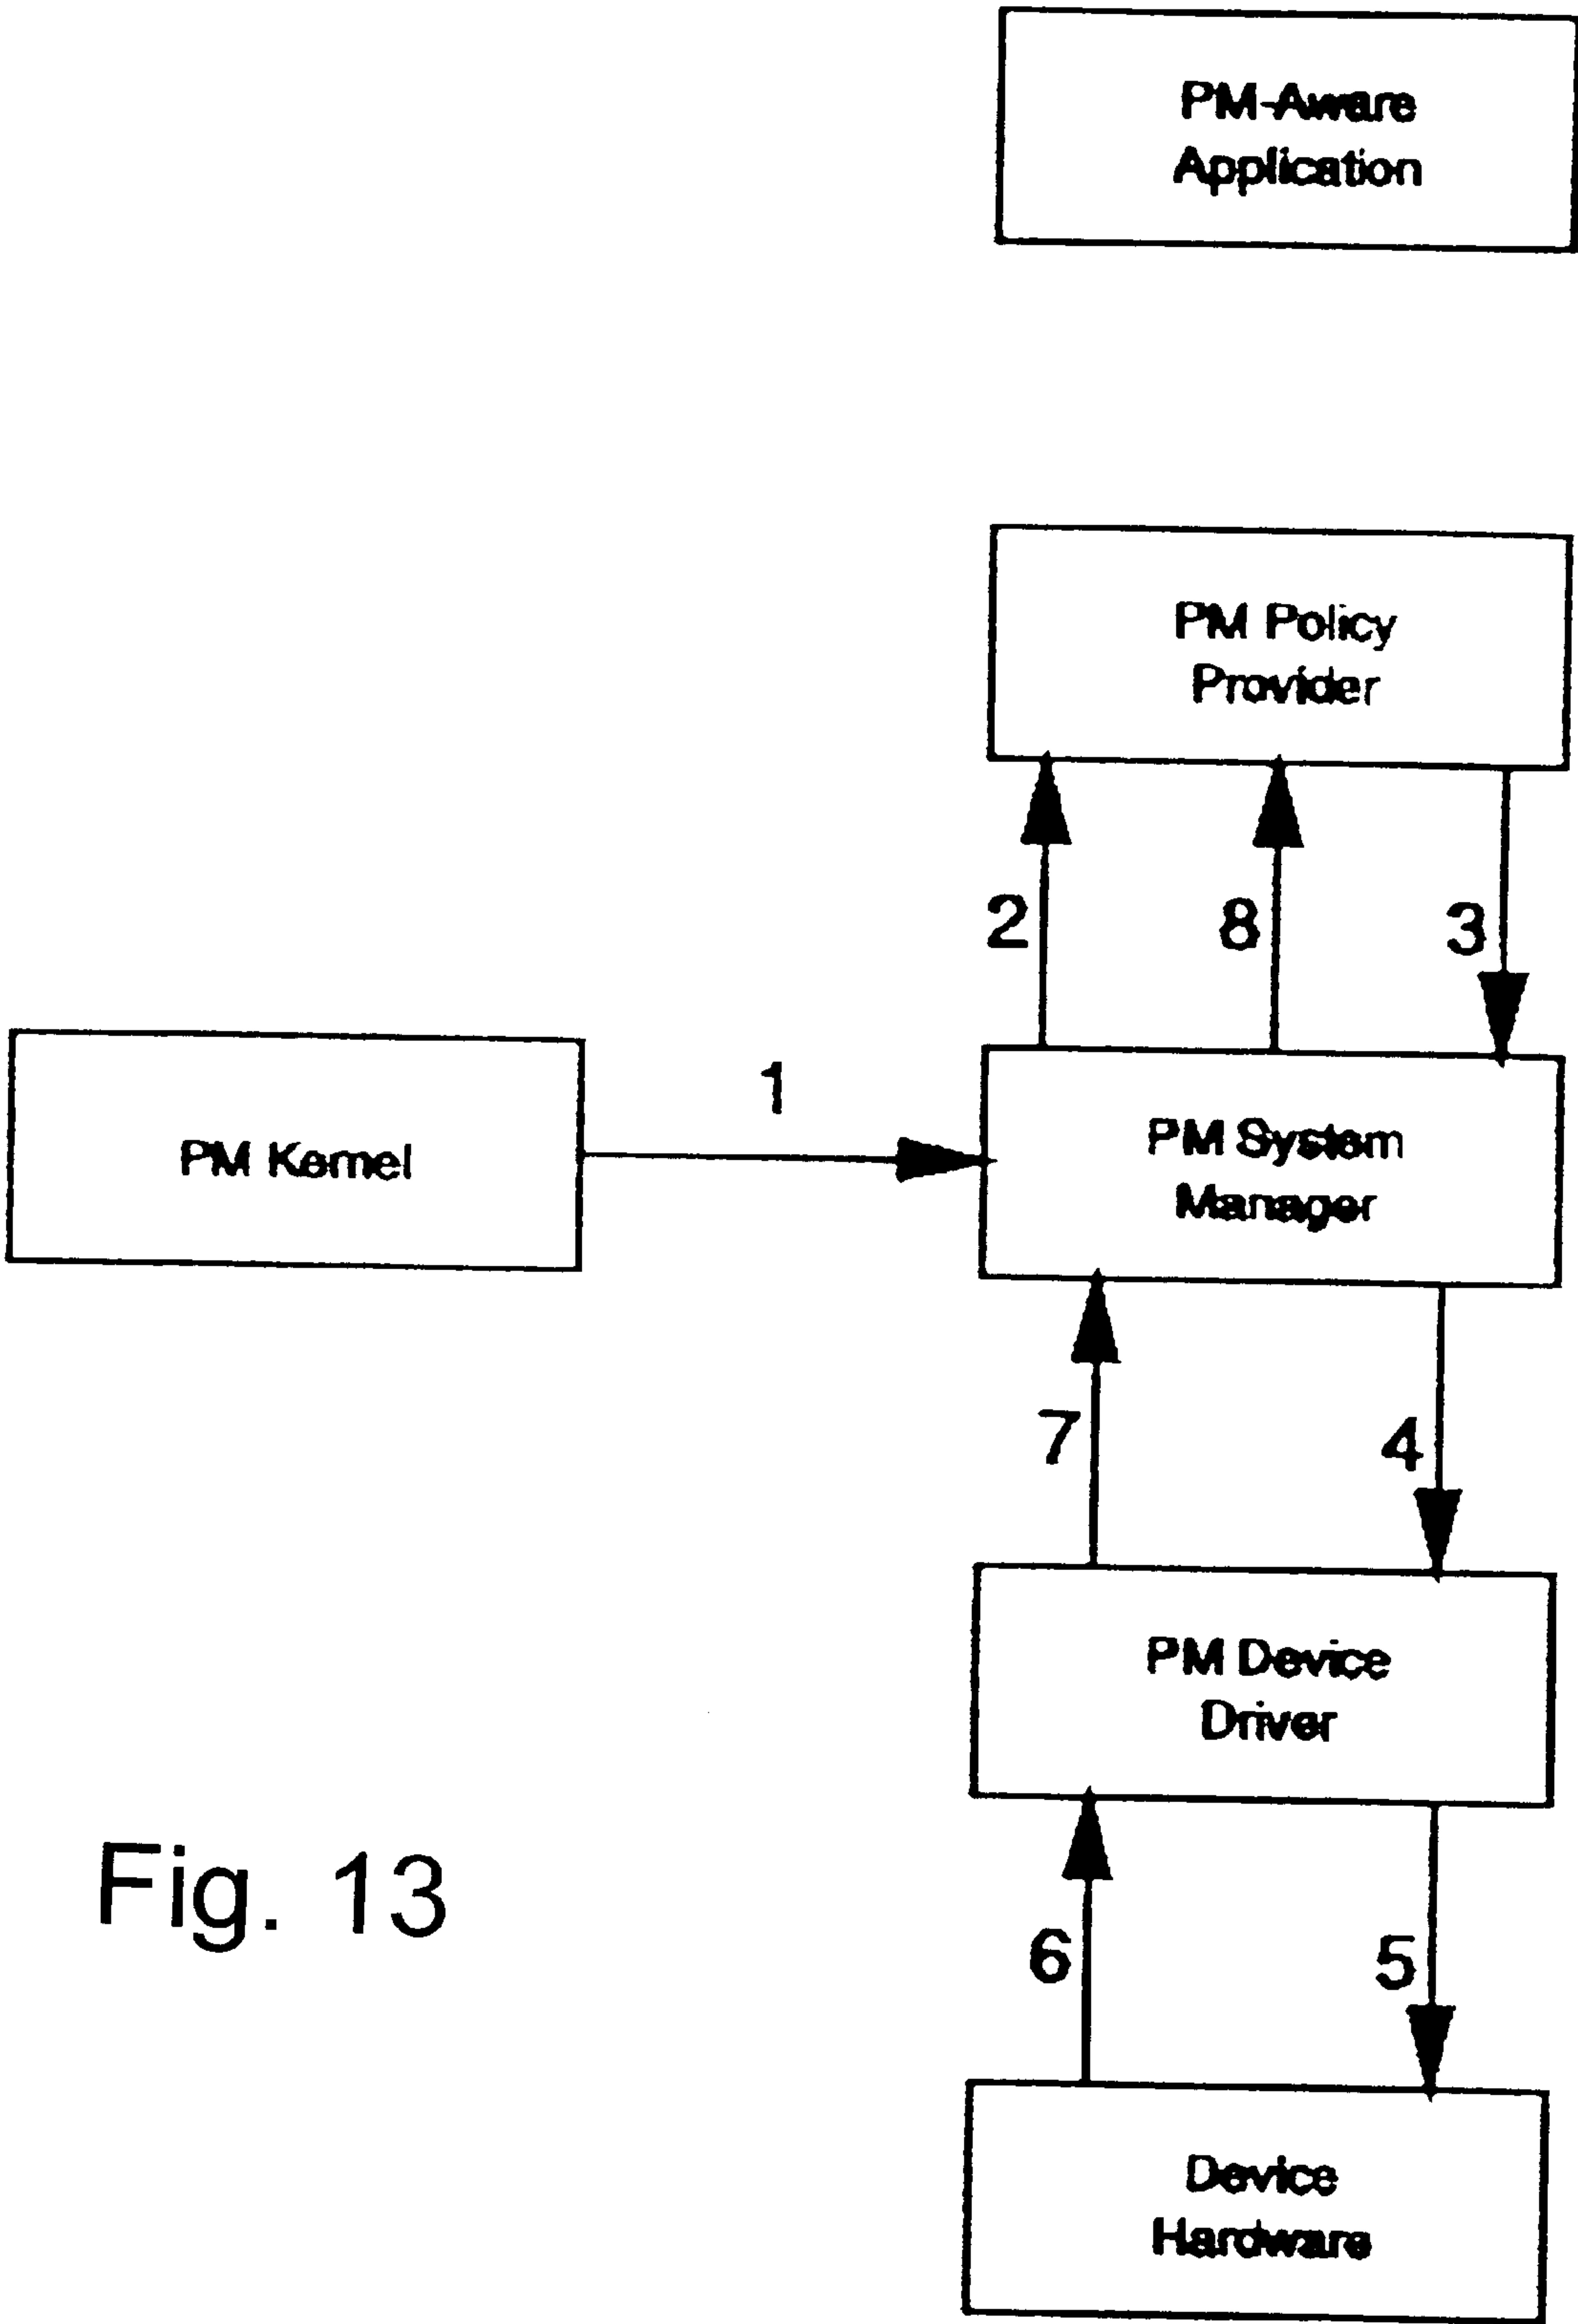 PM-Aware
Application
PM Policy
Provider
2
8
3
1
PM Kernel
PM System
Manager
7
4
PM Device
Driver
Fig. 13
6
5
Device
Hardware